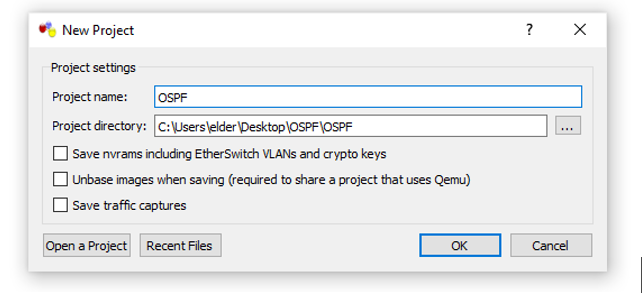 New Project
Project settings
Project name: OSPF
Project directory: C:\Users\elder\Desktop\OSPF\OSPF ...
Save nvrams including EtherSwitch VLANs and crypto keys
Unbase images when saving (required to share a project that uses Qemu)
Save traffic captures
Open a Project Recent Files OK Cancel